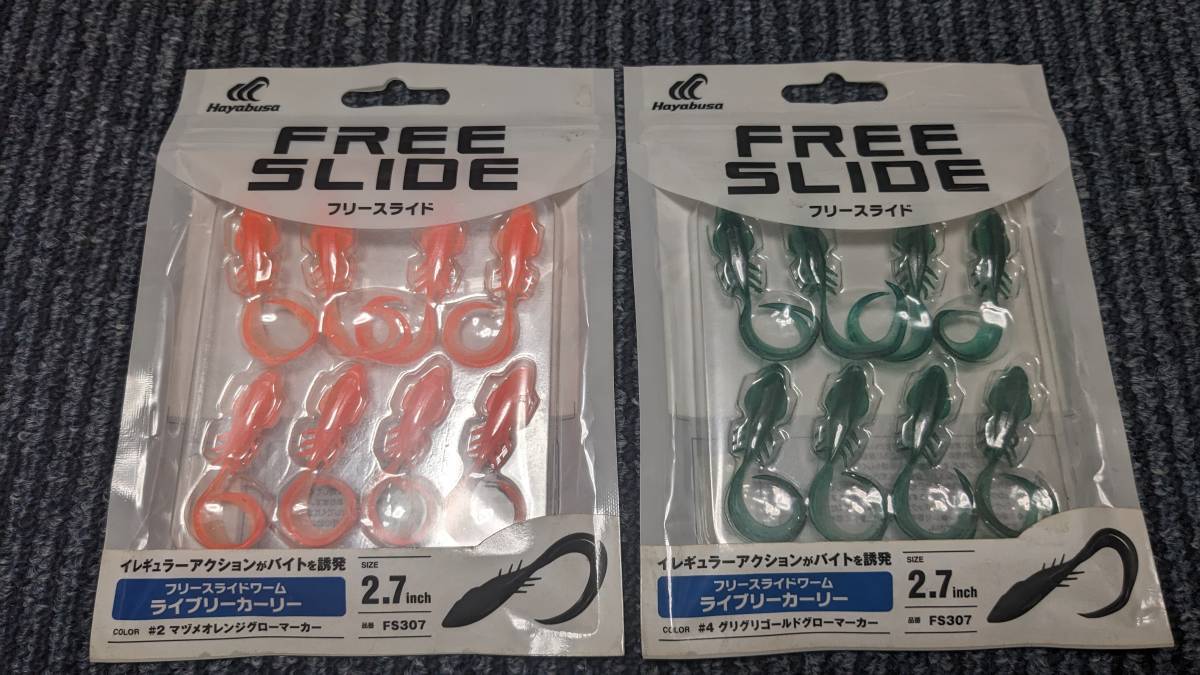 Hayabusa
FREE
SLIDE
フリースライド
イレギュラーアクションがバイトを誘発
フリースライドワーム
ライブリーカーリー
COLOR #2 マヅメオレンジグローマーカー
SIZE
2.7inch
品番 FS307
Hayabusa
FREE
SLIDE
フリースライド
イレギュラーアクションがバイトを誘発
フリースライドワーム
ライブリーカーリー
COLOR #4 グリグリゴールドグローマーカー
SIZE
2.7inch
品番 FS307